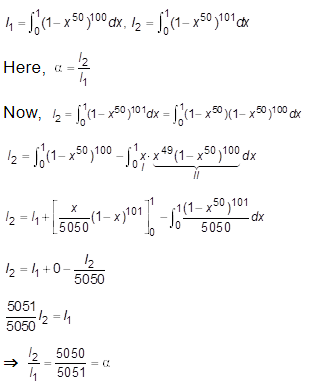 I₁ = ∫₀¹(1 – x⁵⁰)¹⁰⁰dx, I₂ = ∫₀¹(1 – x⁵⁰)¹⁰¹dx
Here, α = I₂/I₁
Now, I₂ = ∫₀¹(1 – x⁵⁰)¹⁰¹dx = ∫₀¹(1 – x⁵⁰)(1 – x⁵⁰)¹⁰⁰dx
I₂ = ∫₀¹(1 – x⁵⁰)¹⁰⁰ – ∫₀¹ x · x⁴⁹(1 – x⁵⁰)¹⁰⁰ dx
I II
I₂ = I₁ + [x/5050 (1 – x)¹⁰¹]₀¹ – ∫₀¹ (1 – x⁵⁰)¹⁰¹/5050 dx
I₂ = I₁ + 0 – I₂/5050
5051/5050 I₂ = I₁
⇒ I₂/I₁ = 5050/5051 = α